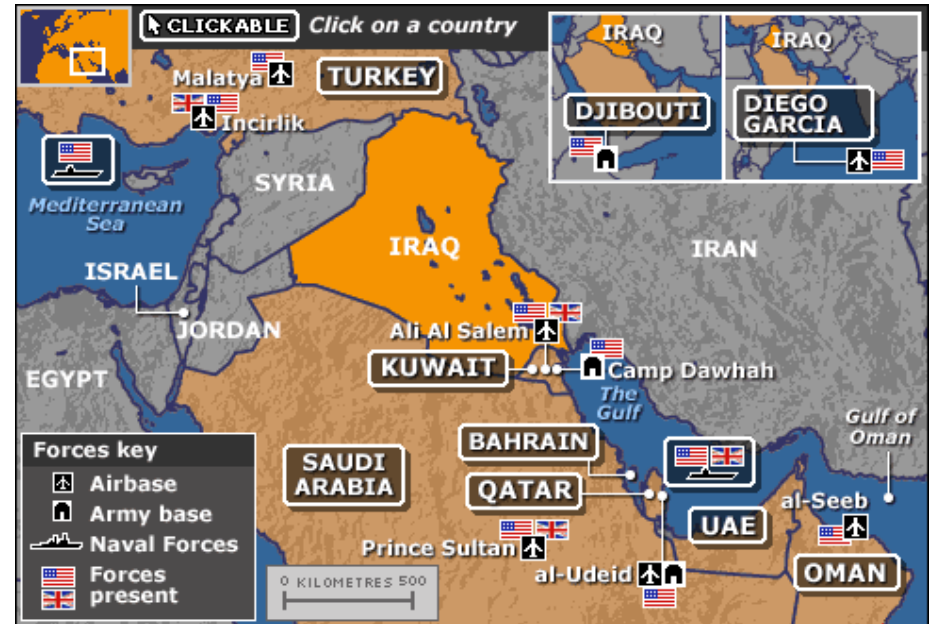 CLICKABLE Click on a country
Malatya
TURKEY
Incirlik
IRAQ
DJIBOUTI
IRAQ
DIEGO
GARCIA
SYRIA
Mediterranean
Sea
IRAQ
IRAN
ISRAEL
JORDAN
Ali Al Salem
KUWAIT
Camp Dawhah
EGYPT
The
Gulf
Gulf of
Oman
BAHRAIN
SAUDI
ARABIA
QATAR
al-Seeb
UAE
Prince Sultan
al-Udeid
OMAN
Forces key
Airbase
Army base
Naval Forces
Forces
present
0 KILOMETRES 500